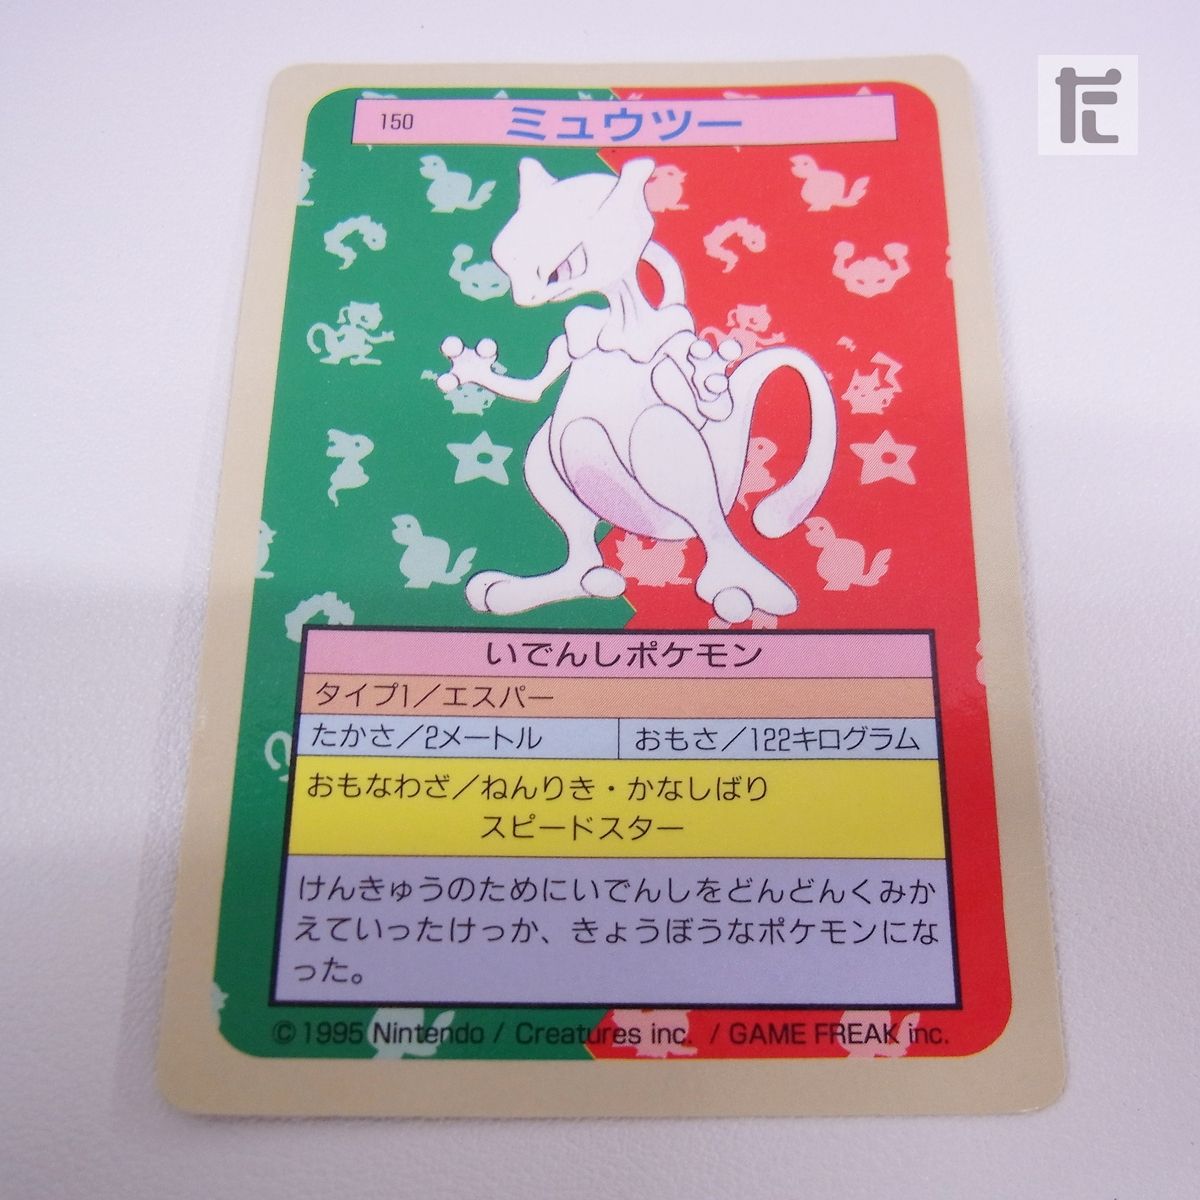 150 ミュウツー
いでんしポケモン
タイプ1/エスパー
たかさ/2メートル おもさ/122キログラム
おもなわざ/ねんりき・かなしばり
スピードスター
けんきゅうのためにいでんしをどんどんくみか
えていったけっか、きょうぼうなポケモンにな
った。
© 1995 Nintendo / Creatures inc. / GAME FREAK inc.